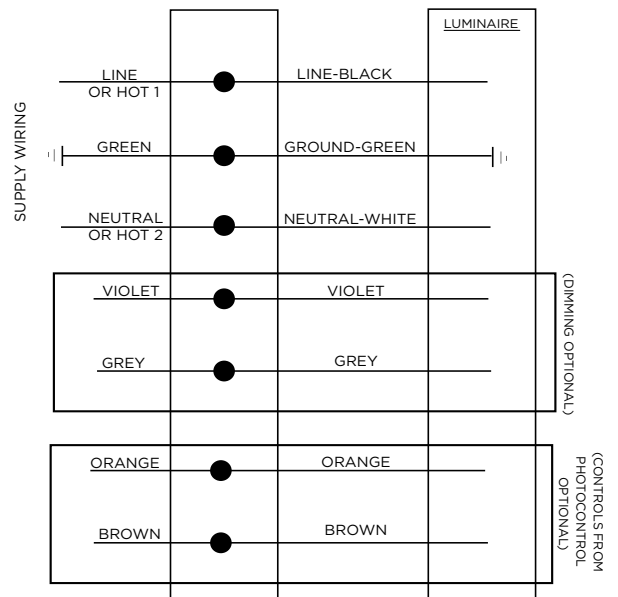 LUMINAIRE
SUPPLY WIRING
LINE
OR HOT 1
LINE-BLACK
GREEN
GROUND-GREEN
NEUTRAL
OR HOT 2
NEUTRAL-WHITE
VIOLET
VIOLET
GREY
GREY
(DIMMING OPTIONAL)
ORANGE
ORANGE
BROWN
BROWN
(CONTROLS FROM
PHOTOCONTROL
OPTIONAL)